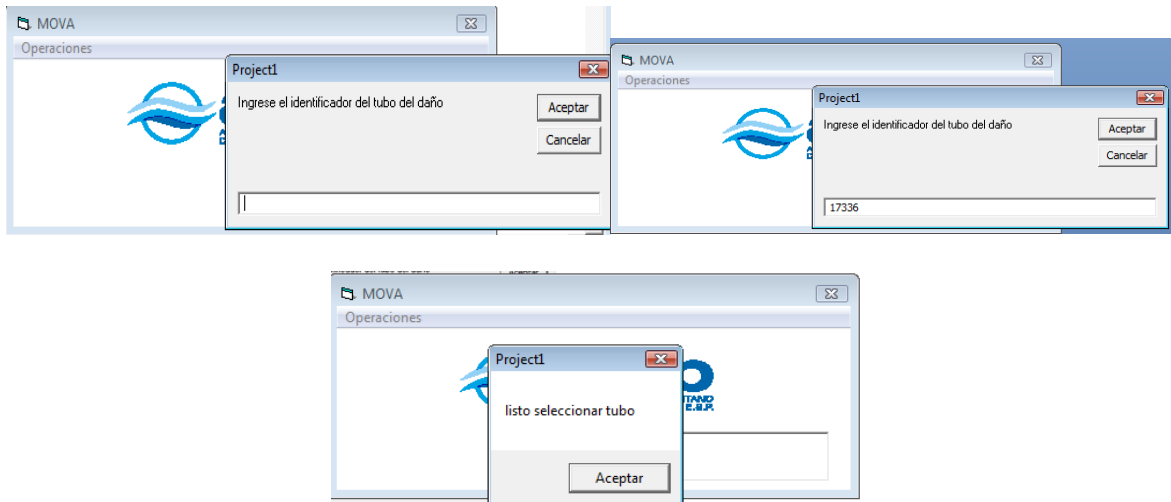 MOVA
Operaciones
Project1
Ingrese el identificador del tubo del daño
Aceptar
Cancelar
MOVA
Operaciones
Project1
Ingrese el identificador del tubo del daño
Aceptar
Cancelar
17336
MOVA
Operaciones
Project1
listo seleccionar tubo
Aceptar
E.S.P.